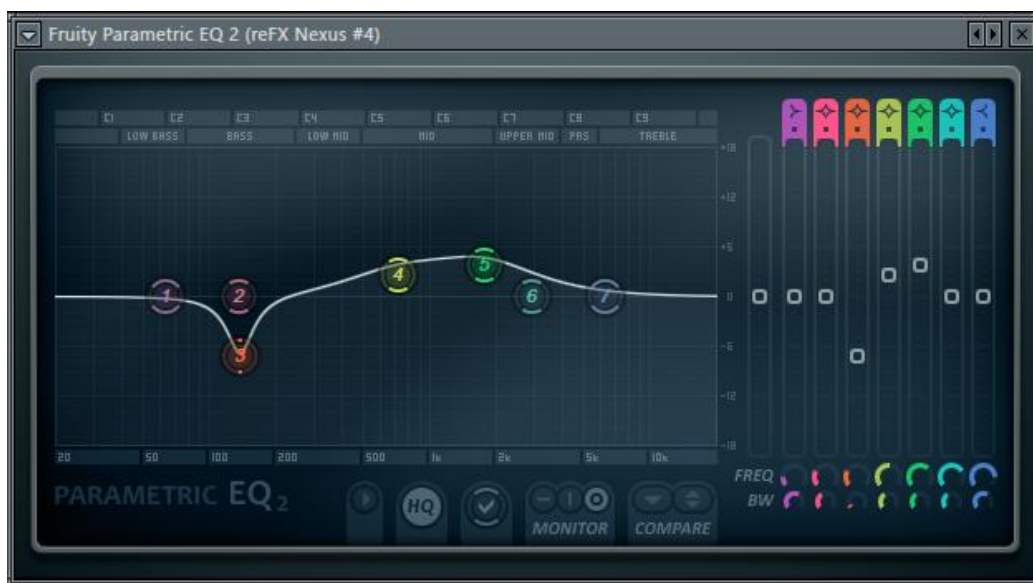 Fruity Parametric EQ 2 (reFX Nexus #4)
C1 C2 C3 C4 C5 C6 C7 C8 C9
LOW BASS BASS LOW MID MID UPPER MID PRS TREBLE
+18
+12
+6
0
-6
-12
-18
1 2 3 4 5 6 7
20 50 100 200 500 1k 2k 5k 10k
FREQ
BW
PARAMETRIC EQ 2
HQ
MONITOR
COMPARE